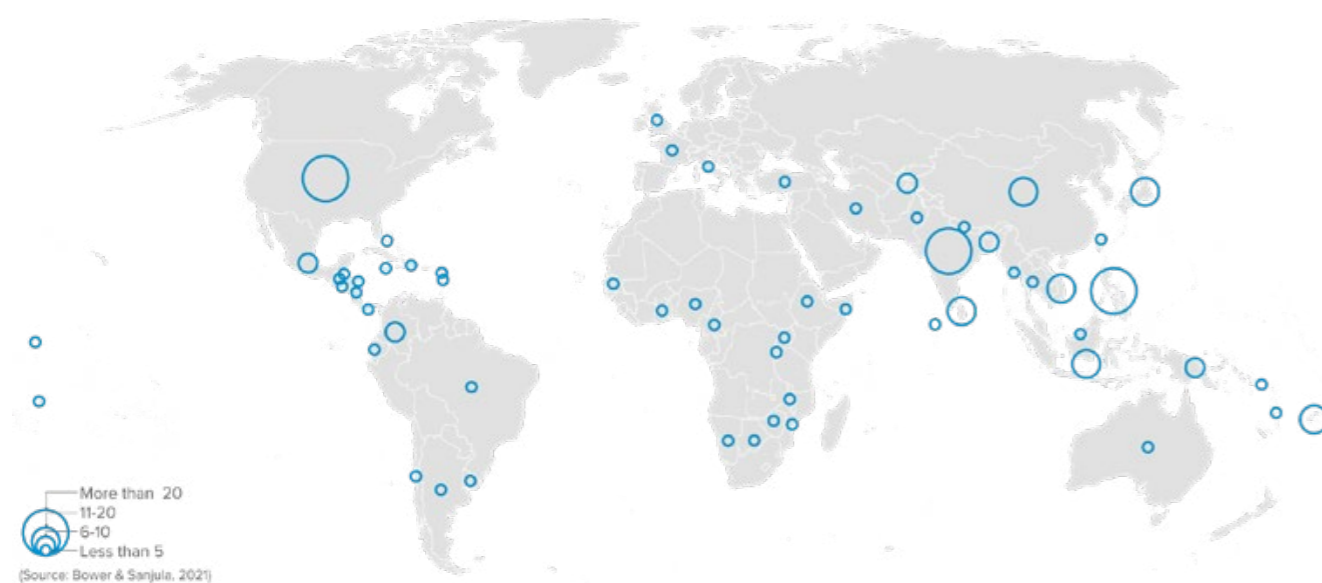 More than 20
11-20
6-10
Less than 5
(Source: Bower & Sanjula, 2021)